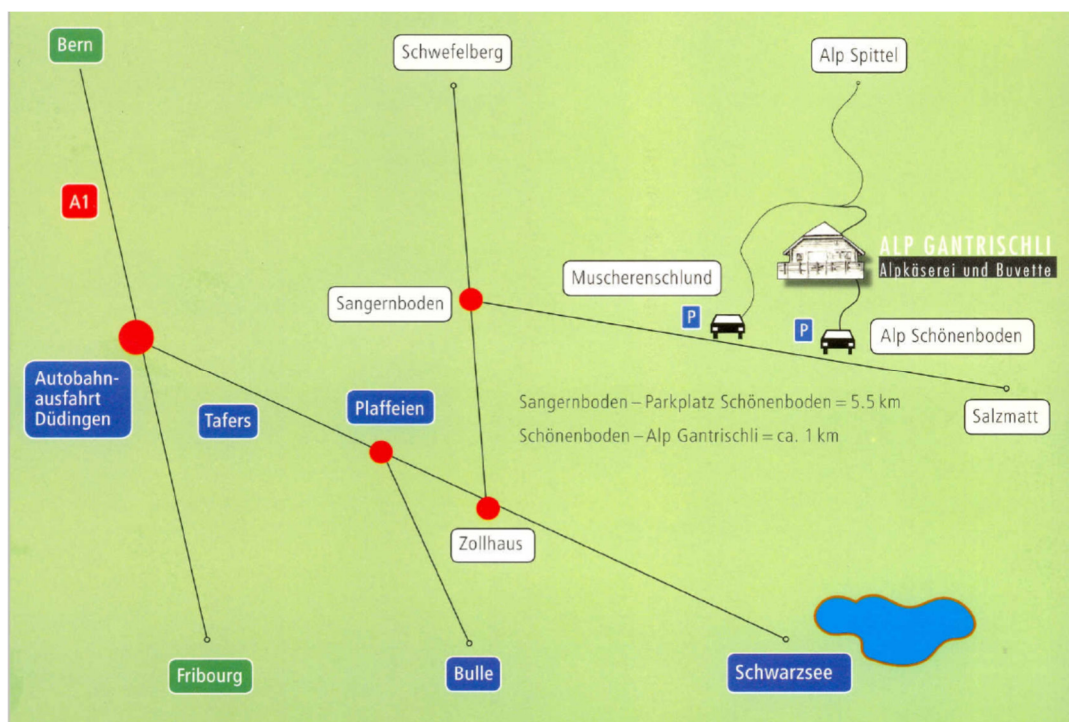 Bern
Schwefelberg
Alp Spittel
A1
ALP GANTRISCHLI
Alpkäserei und Buvette
Muscherenschlund
Sangernboden
P
P
Alp Schönenboden
Autobahn-
ausfahrt
Düdingen
Tafers
Plaffeien
Sangernboden – Parkplatz Schönenboden = 5.5 km
Schönenboden – Alp Gantrischli = ca. 1 km
Salzmatt
Zollhaus
Fribourg
Bulle
Schwarzsee